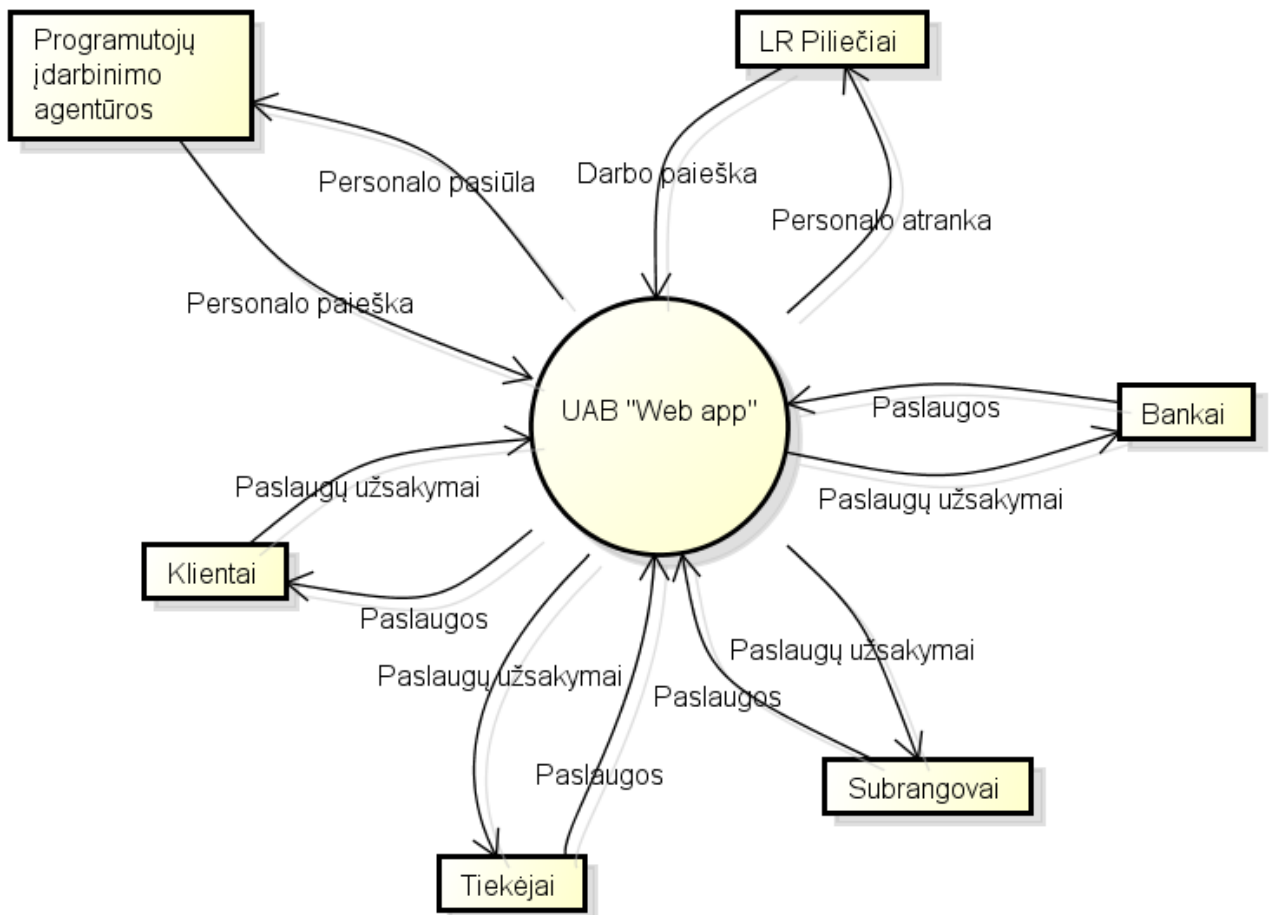 Programutojų
įdarbinimo
agentūros
LR Piliečiai
Personalo pasiūla
Darbo paieška
Personalo atranka
Personalo paieška
UAB "Web app"
Paslaugos
Bankai
Paslaugų užsakymai
Paslaugų užsakymai
Klientai
Paslaugos
Paslaugų užsakymai
Paslaugų užsakymai
Paslaugos
Paslaugos
Subrangovai
Tiekėjai